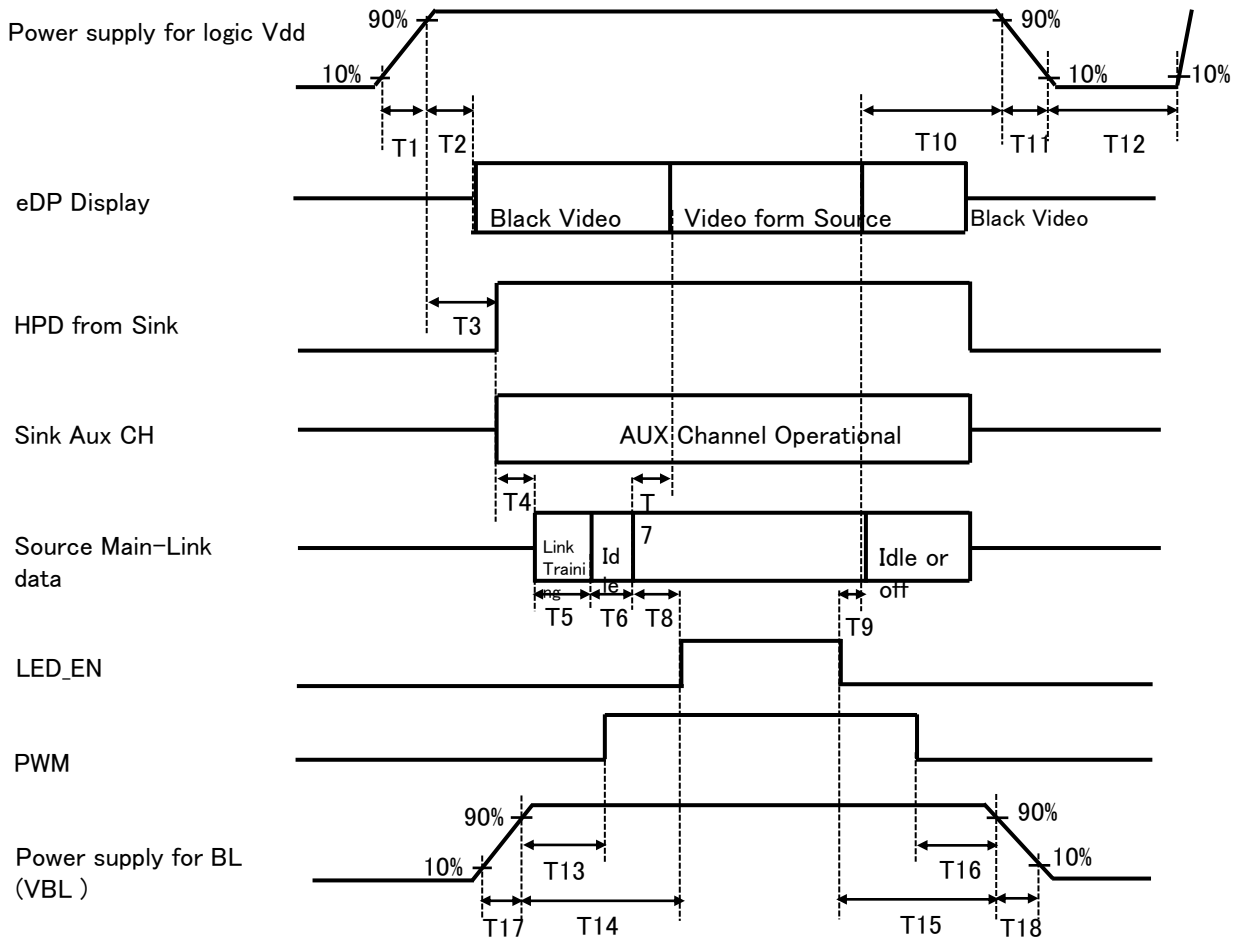 Power supply for logic Vdd
90%
10%
90%
10%
10%
T1
T2
T10
T11
T12
eDP Display
Black Video
Video form Source
Black Video
HPD from Sink
T3
Sink Aux CH
AUX Channel Operational
T4
T
7
Source Main-Link
data
Link
Traini
ng
Id
le
Idle or
off
T5
T6
T8
T9
LED_EN
PWM
Power supply for BL
(VBL )
90%
10%
90%
10%
T13
T16
T17
T14
T15
T18